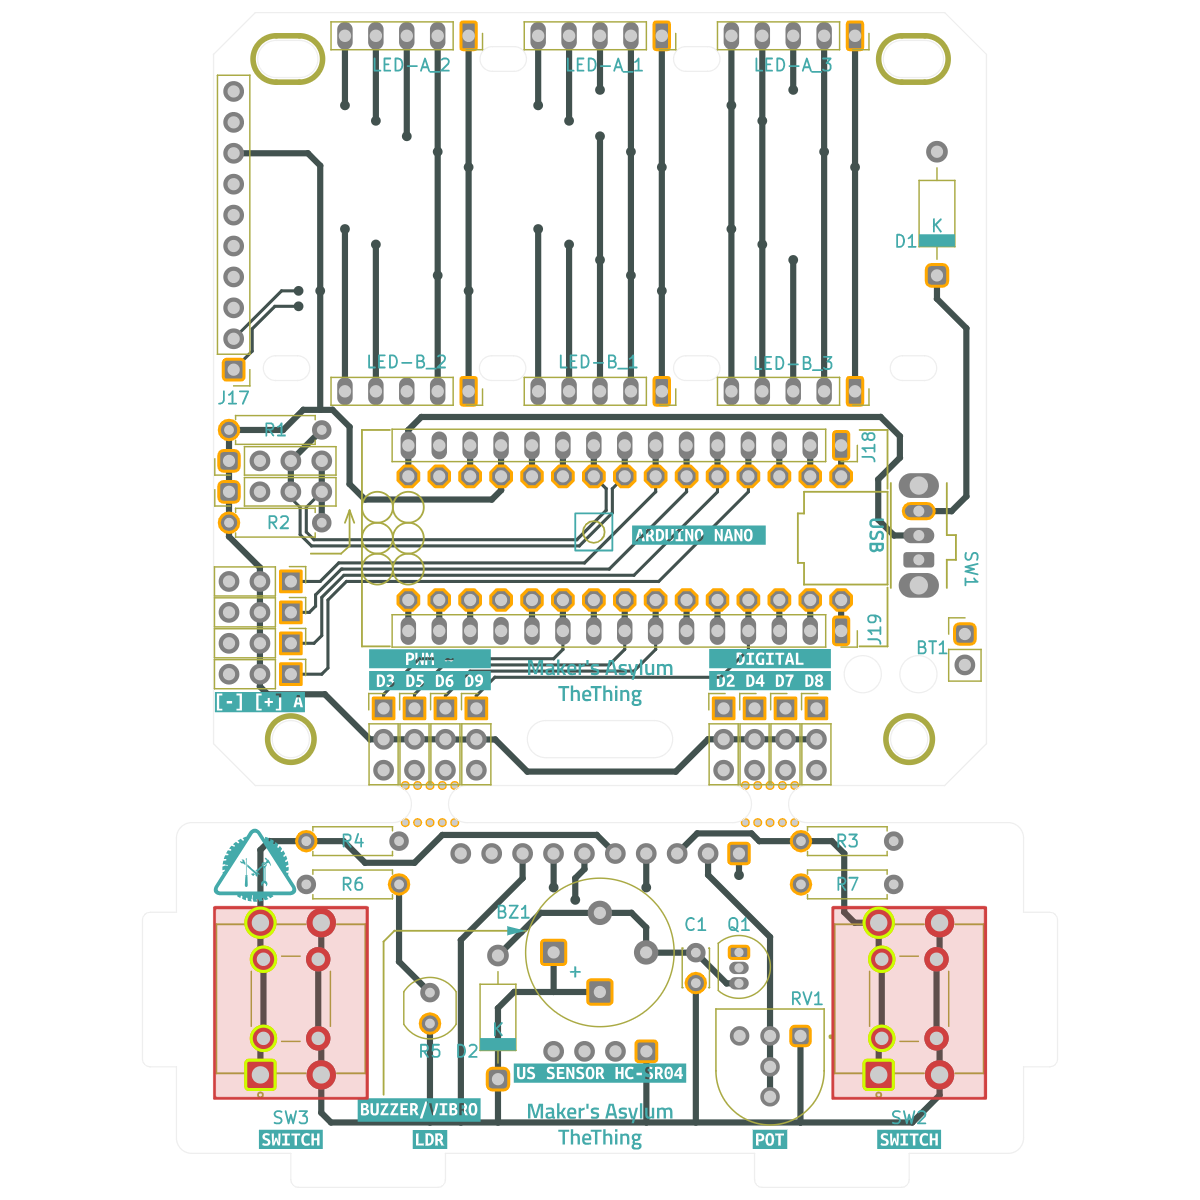 LED-A_2 LED-A_1 LED-A_3
K
D1
LED-B_2 LED-B_1 LED-B_3
J17
R1
J18
R2
ARDUINO NANO
USB
SW1
J19
BT1
PWM ~
DIGITAL
Maker's Asylum
TheThing
D3 D5 D6 D9
D2 D4 D7 D8
[-] [+] A
R4
R3
R6
R7
BZ1
C1
Q1
+
RV1
K
R5
D2
US SENSOR HC-SR04
BUZZER/VIBRO
Maker's Asylum
TheThing
SW3
SW2
SWITCH
LDR
POT
SWITCH